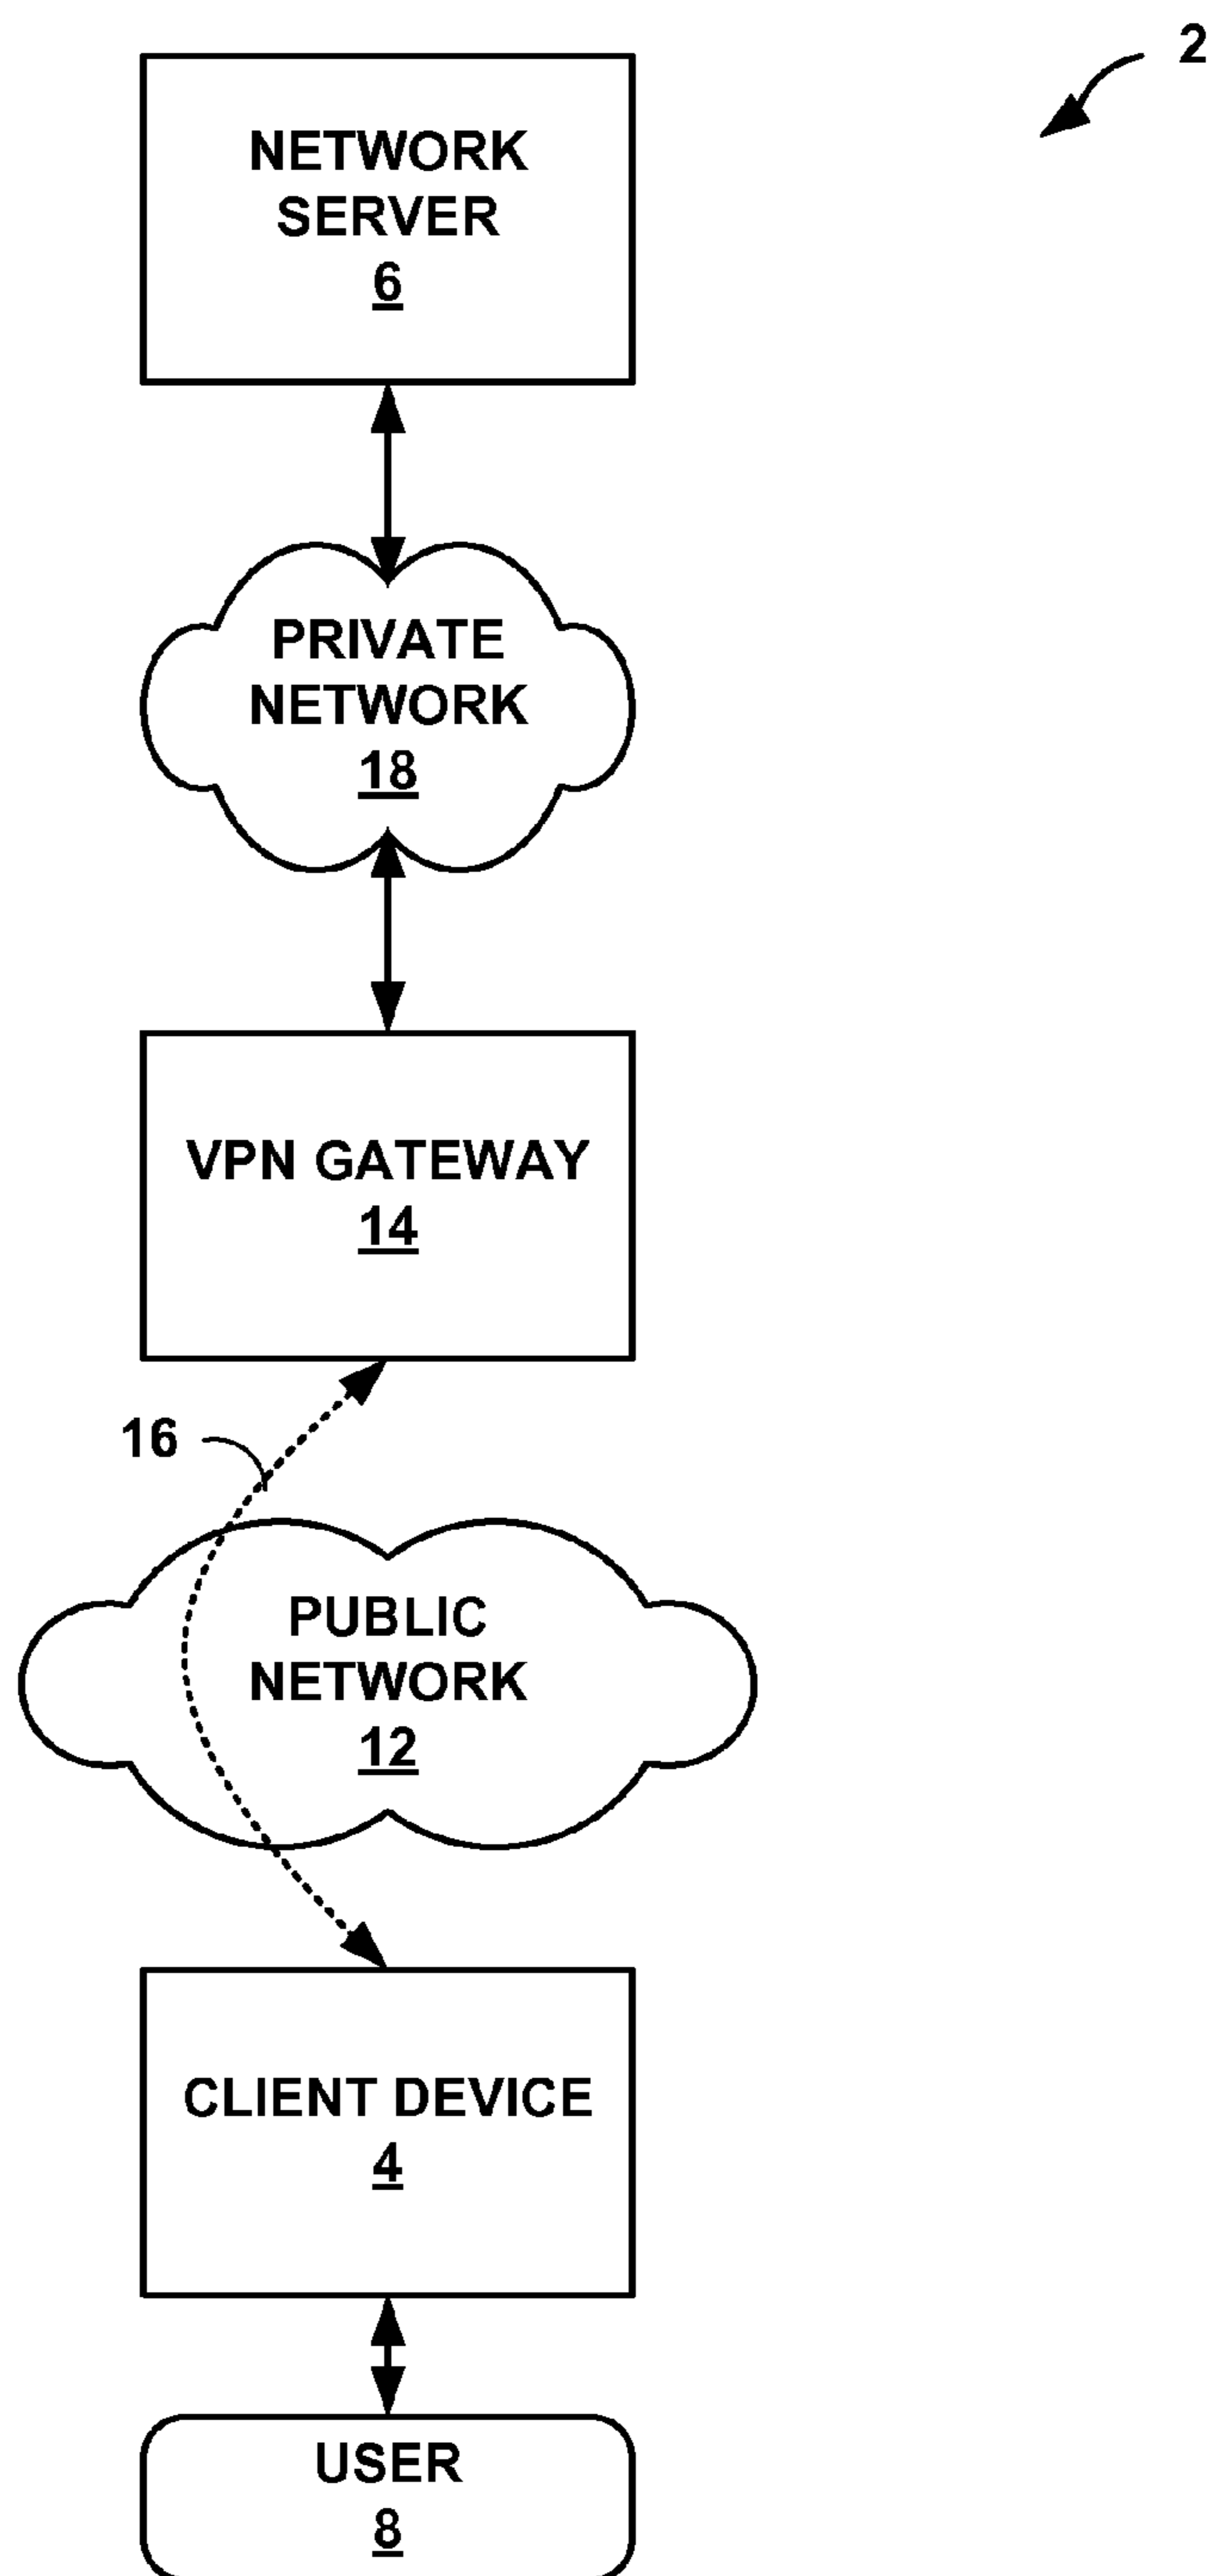 2
NETWORK
SERVER
6
PRIVATE
NETWORK
18
VPN GATEWAY
14
16
PUBLIC
NETWORK
12
CLIENT DEVICE
4
USER
8